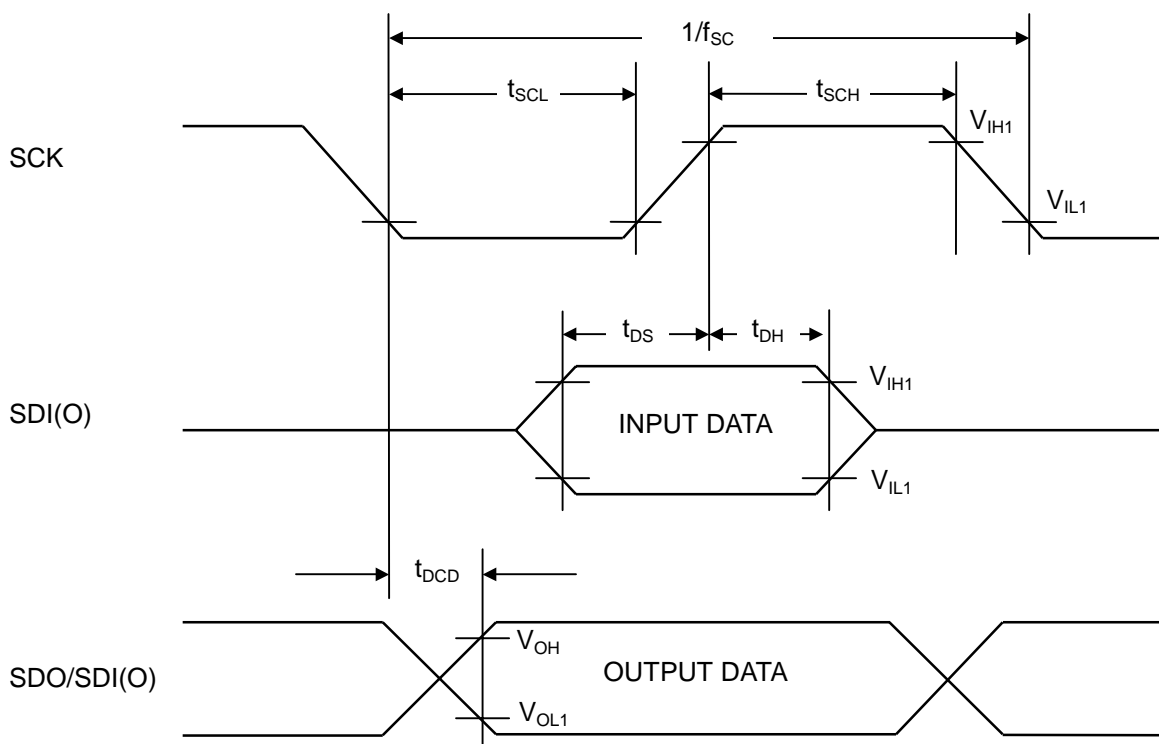 1/fSC
tSCL
tSCH
VIH1
SCK
VIL1
tDS
tDH
VIH1
SDI(O)
INPUT DATA
VIL1
tDCD
VOH
SDO/SDI(O)
OUTPUT DATA
VOL1